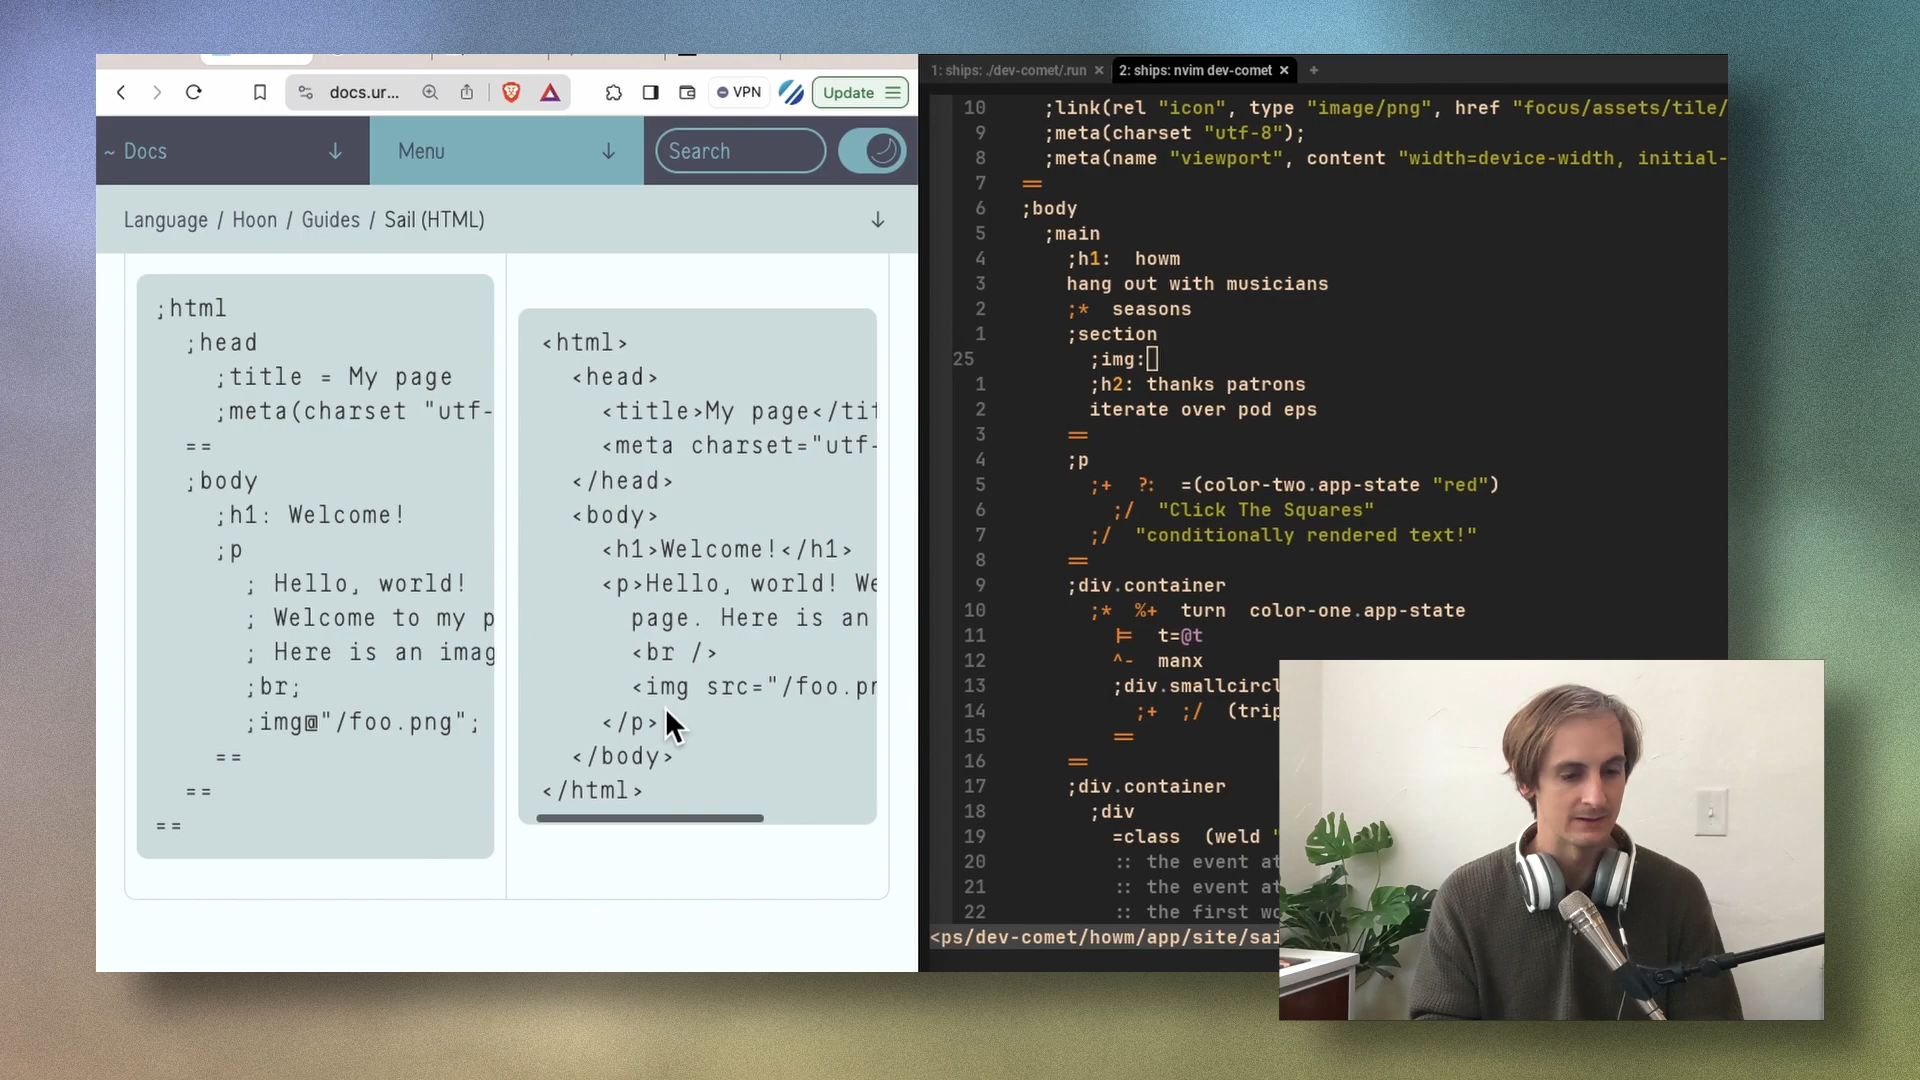 docs.ur...
VPN
Update
~ Docs
Menu
Search
Language / Hoon / Guides / Sail (HTML)
;html
;head
;title = My page
;meta(charset "utf-
==
;body
;h1: Welcome!
;p
; Hello, world!
; Welcome to my p
; Here is an imag
;br;
;img@"/foo.png";
==
==
==
<html>
<head>
<title>My page</tit
<meta charset="utf-
</head>
<body>
<h1>Welcome!</h1>
<p>Hello, world! We
page. Here is an
<br />
<img src="/foo.pn
</p>
</body>
</html>
1: ships: ./dev-comet/.run × 2: ships: nvim dev-comet × +
10 ;link(rel "icon", type "image/png", href "focus/assets/tile/
9 ;meta(charset "utf-8");
8 ;meta(name "viewport", content "width=device-width, initial-
7 ==
6 ;body
5 ;main
4 ;h1: howm
3 hang out with musicians
2 ;* seasons
1 ;section
25 ;img:
1 ;h2: thanks patrons
2 iterate over pod eps
3 ==
4 ;p
5 ;+ ?: =(color-two.app-state "red")
6 ;/ "Click The Squares"
7 ;/ "conditionally rendered text!"
8 ==
9 ;div.container
10 ;* %+ turn color-one.app-state
11 |= t=@t
12 ^- manx
13 ;div.smallcircl
14 ;+ ;/ (trip
15 ==
16 ==
17 ;div.container
18 ;div
19 =class (weld "
20 :: the event at
21 :: the event at
22 :: the first wo
<ps/dev-comet/howm/app/site/sai